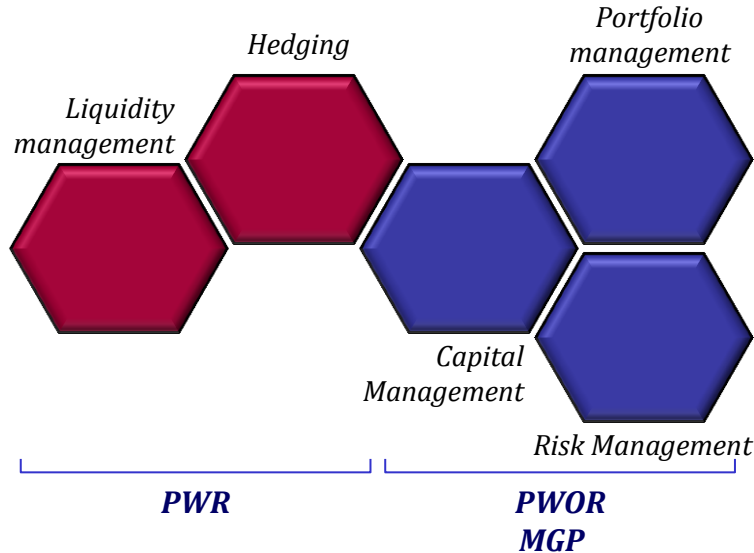 Hedging
Portfolio
management
Liquidity
management
Capital
Management
Risk Management
PWR
PWOR
MGP